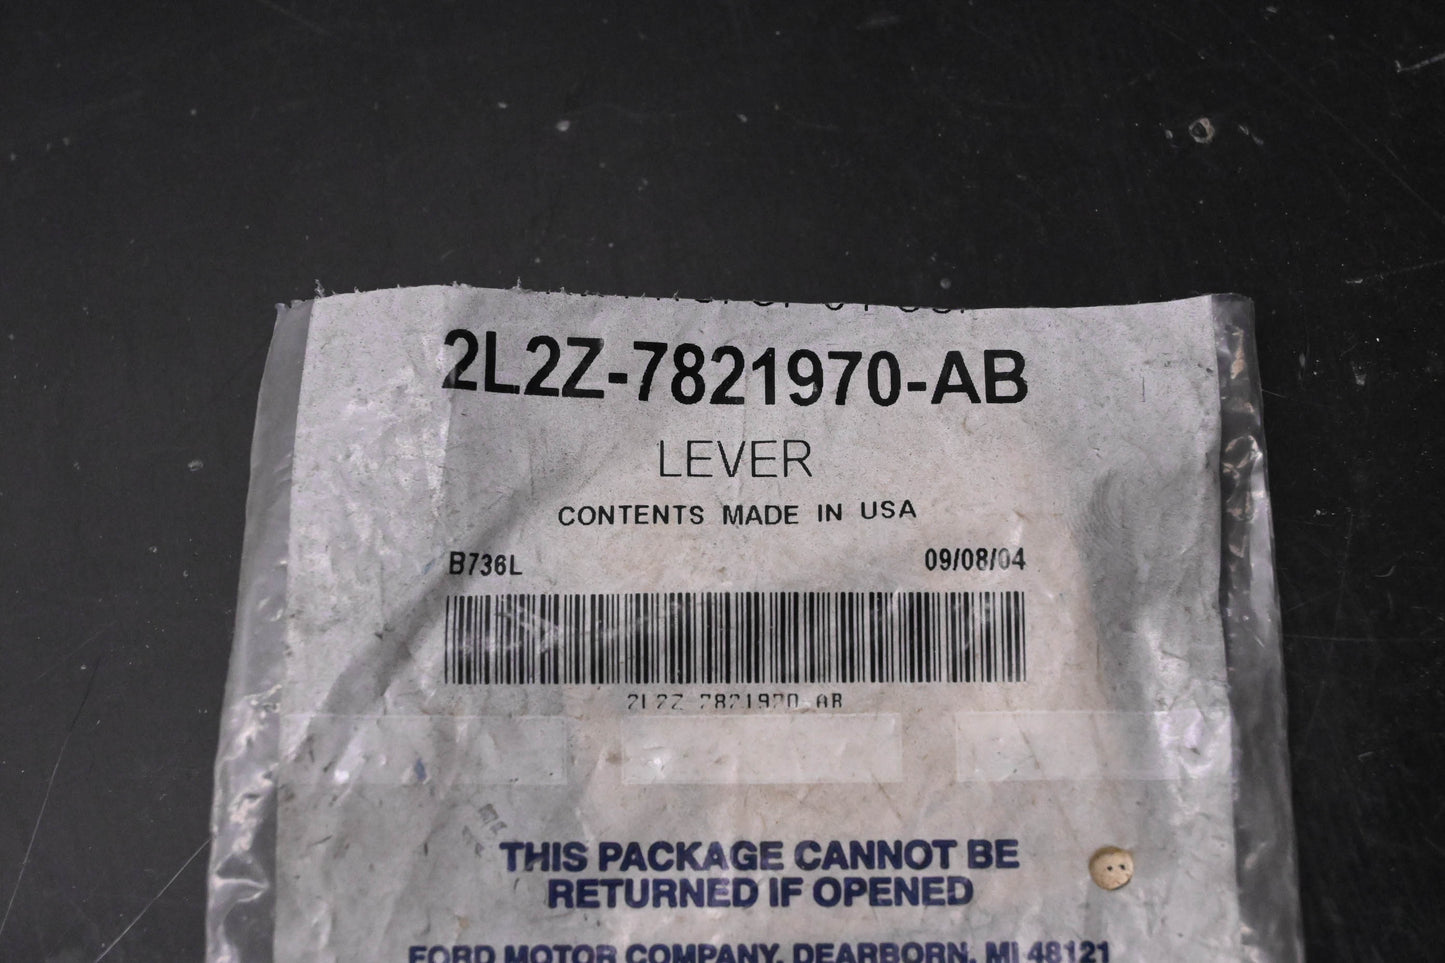 2L2Z-7821970-AB
LEVER
CONTENTS MADE IN USA
B736L 09/08/04
2L2Z-7821970-AB
THIS PACKAGE CANNOT BE
RETURNED IF OPENED
FORD MOTOR COMPANY, DEARBORN, MI 48121